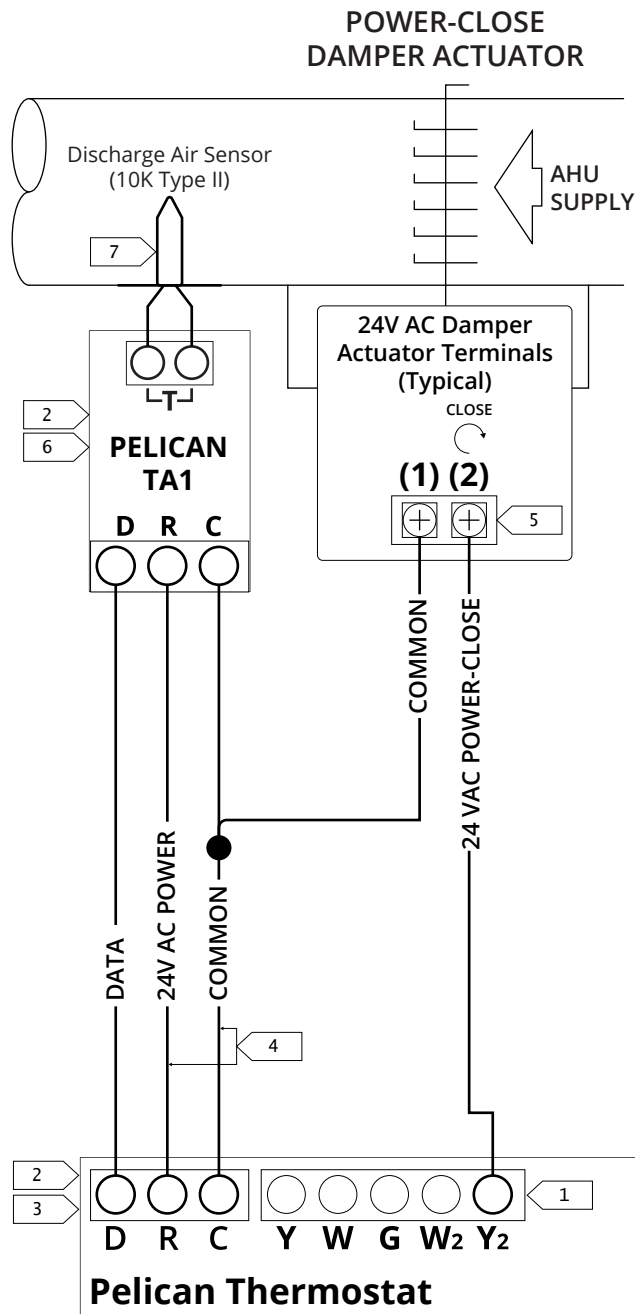 POWER-CLOSE
DAMPER ACTUATOR
Discharge Air Sensor
(10K Type II)
AHU
SUPPLY
7
24V AC Damper
Actuator Terminals
(Typical)
CLOSE
T
2
6
PELICAN
TA1
(1) (2)
5
D R C
COMMON
24 VAC POWER-CLOSE
DATA
24V AC POWER
COMMON
4
2
3
1
D R C Y W G W2 Y2
Pelican Thermostat